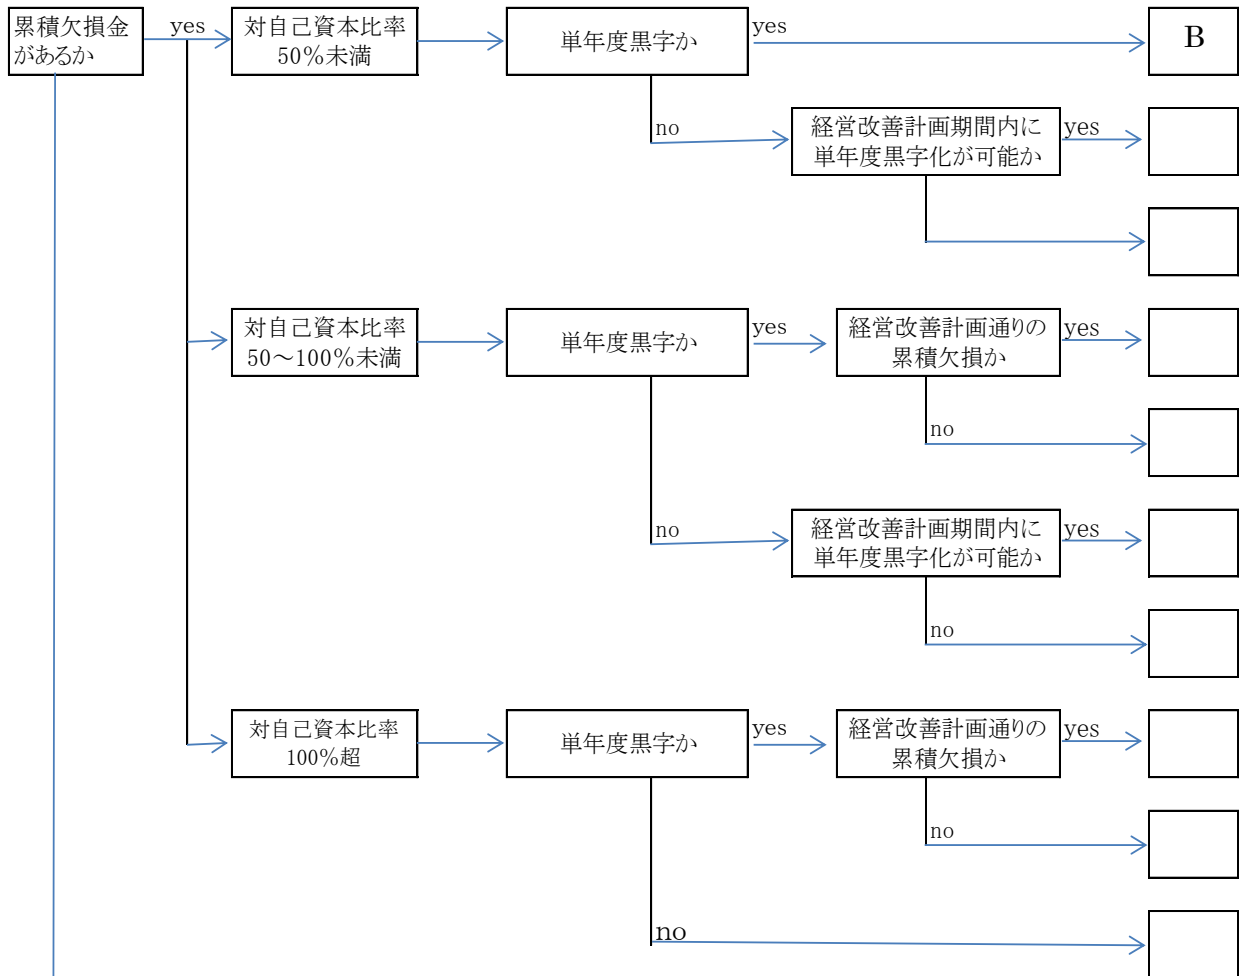 累積欠損金
があるか
yes
対自己資本比率
50％未満
単年度黒字か
yes
B
no
経営改善計画期間内に
単年度黒字化が可能か
yes
対自己資本比率
50～100％未満
単年度黒字か
yes
経営改善計画通りの
累積欠損か
yes
no
no
経営改善計画期間内に
単年度黒字化が可能か
yes
no
対自己資本比率
100％超
単年度黒字か
yes
経営改善計画通りの
累積欠損か
yes
no
no